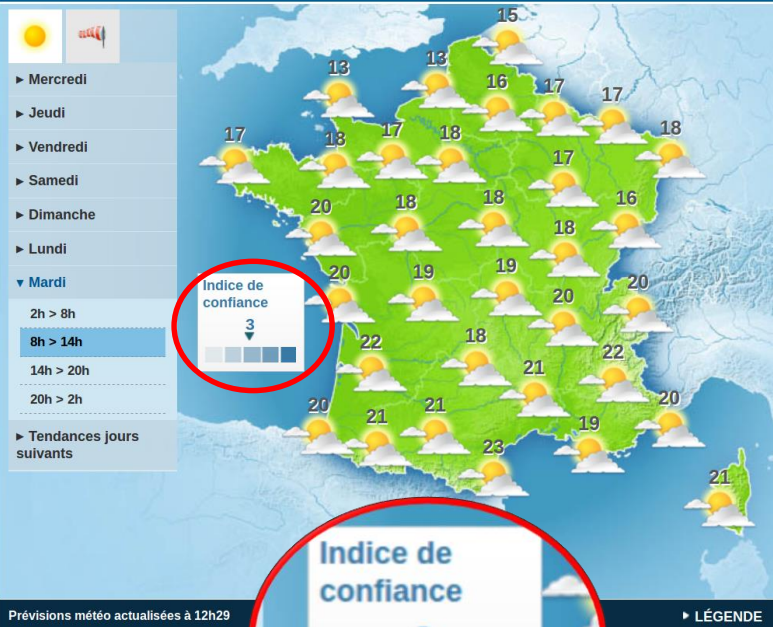 ▸ Mercredi
▸ Jeudi
▸ Vendredi
▸ Samedi
▸ Dimanche
▸ Lundi
▾ Mardi
2h > 8h
8h > 14h
14h > 20h
20h > 2h
▸ Tendances jours
suivants
Indice de
confiance
3
15
13
13
16
17
17
17
18
17
18
18
17
20
18
18
16
18
20
19
19
20
20
22
18
21
22
20
21
21
23
19
20
21
Indice de
confiance
Prévisions météo actualisées à 12h29
▸ LÉGENDE